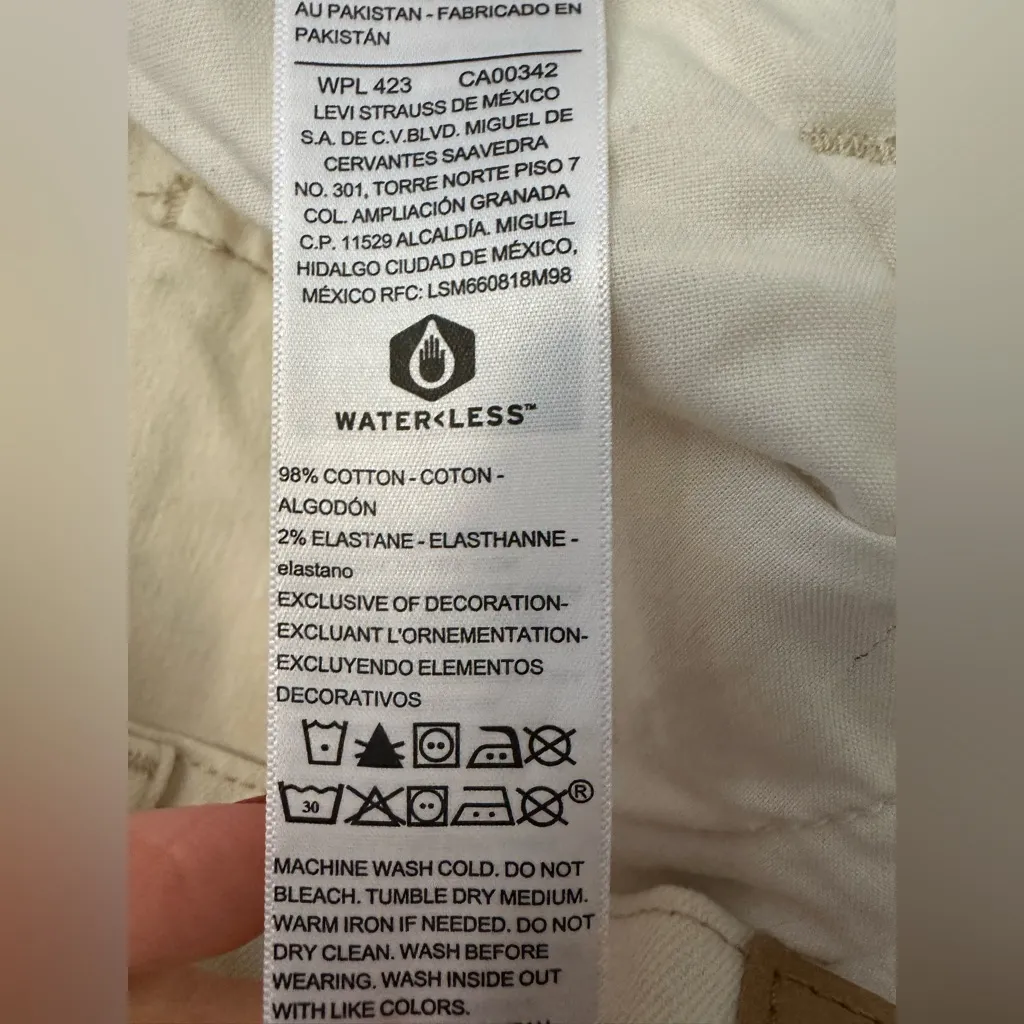 AU PAKISTAN - FABRICADO EN
PAKISTÁN
WPL 423 CA00342
LEVI STRAUSS DE MÉXICO
S.A. DE C.V.BLVD. MIGUEL DE
CERVANTES SAAVEDRA
NO. 301, TORRE NORTE PISO 7
COL. AMPLIACIÓN GRANADA
C.P. 11529 ALCALDÍA. MIGUEL
HIDALGO CIUDAD DE MÉXICO,
MÉXICO RFC: LSM660818M98
WATER<LESS™
98% COTTON - COTON -
ALGODÓN
2% ELASTANE - ELASTHANNE -
elastano
EXCLUSIVE OF DECORATION-
EXCLUANT L'ORNEMENTATION-
EXCLUYENDO ELEMENTOS
DECORATIVOS
30 ®
MACHINE WASH COLD. DO NOT
BLEACH. TUMBLE DRY MEDIUM.
WARM IRON IF NEEDED. DO NOT
DRY CLEAN. WASH BEFORE
WEARING. WASH INSIDE OUT
WITH LIKE COLORS.